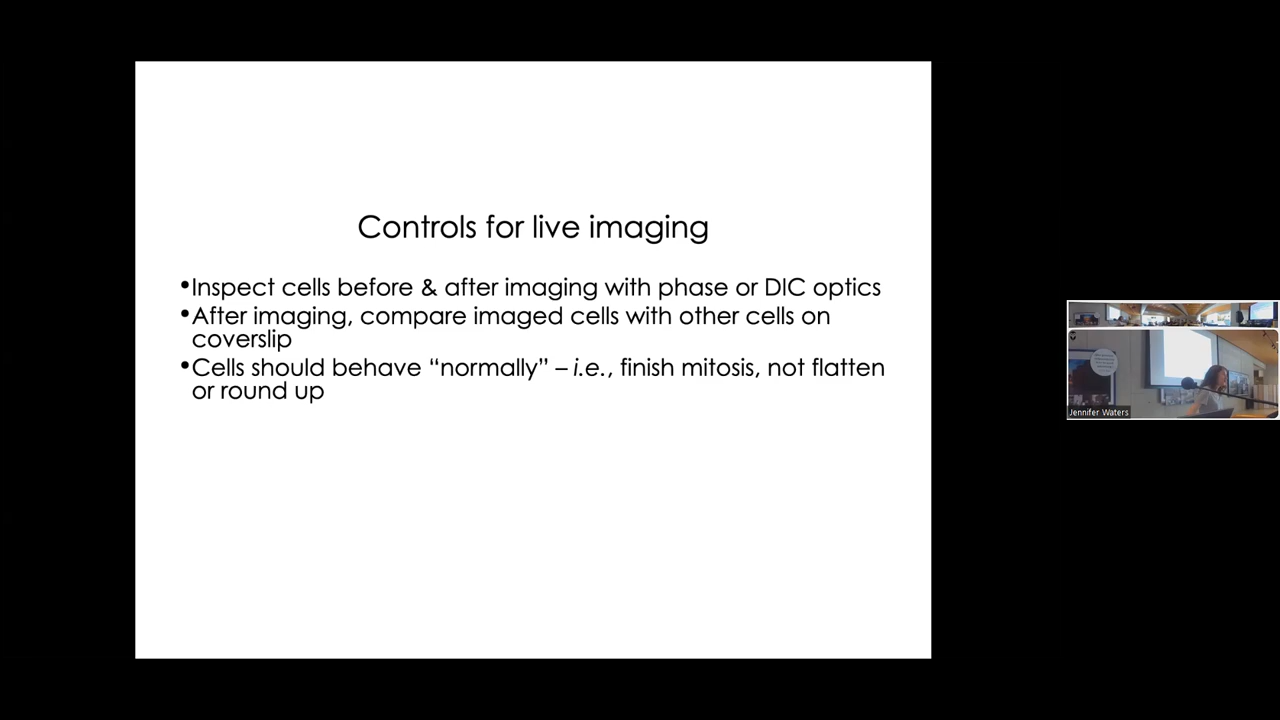 Controls for live imaging
•Inspect cells before & after imaging with phase or DIC optics
•After imaging, compare imaged cells with other cells on
coverslip
•Cells should behave “normally” – i.e., finish mitosis, not flatten
or round up
Jennifer Waters